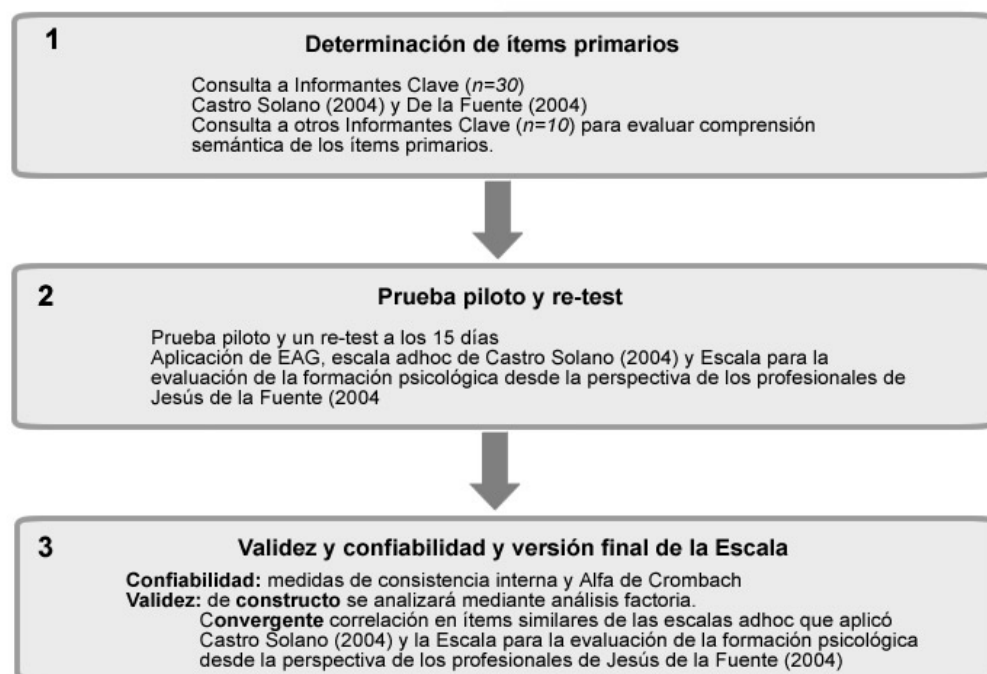 1
Determinación de ítems primarios
Consulta a Informantes Clave (n=30)
Castro Solano (2004) y De la Fuente (2004)
Consulta a otros Informantes Clave (n=10) para evaluar comprensión
semántica de los ítems primarios.
2
Prueba piloto y re-test
Prueba piloto y un re-test a los 15 días
Aplicación de EAG, escala adhoc de Castro Solano (2004) y Escala para la
evaluación de la formación psicológica desde la perspectiva de los profesionales de
Jesús de la Fuente (2004
3
Validez y confiabilidad y versión final de la Escala
Confiabilidad: medidas de consistencia interna y Alfa de Crombach
Validez: de constructo se analizará mediante análisis factoria.
Convergente correlación en ítems similares de las escalas adhoc que aplicó
Castro Solano (2004) y la Escala para la evaluación de la formación psicológica
desde la perspectiva de los profesionales de Jesús de la Fuente (2004)